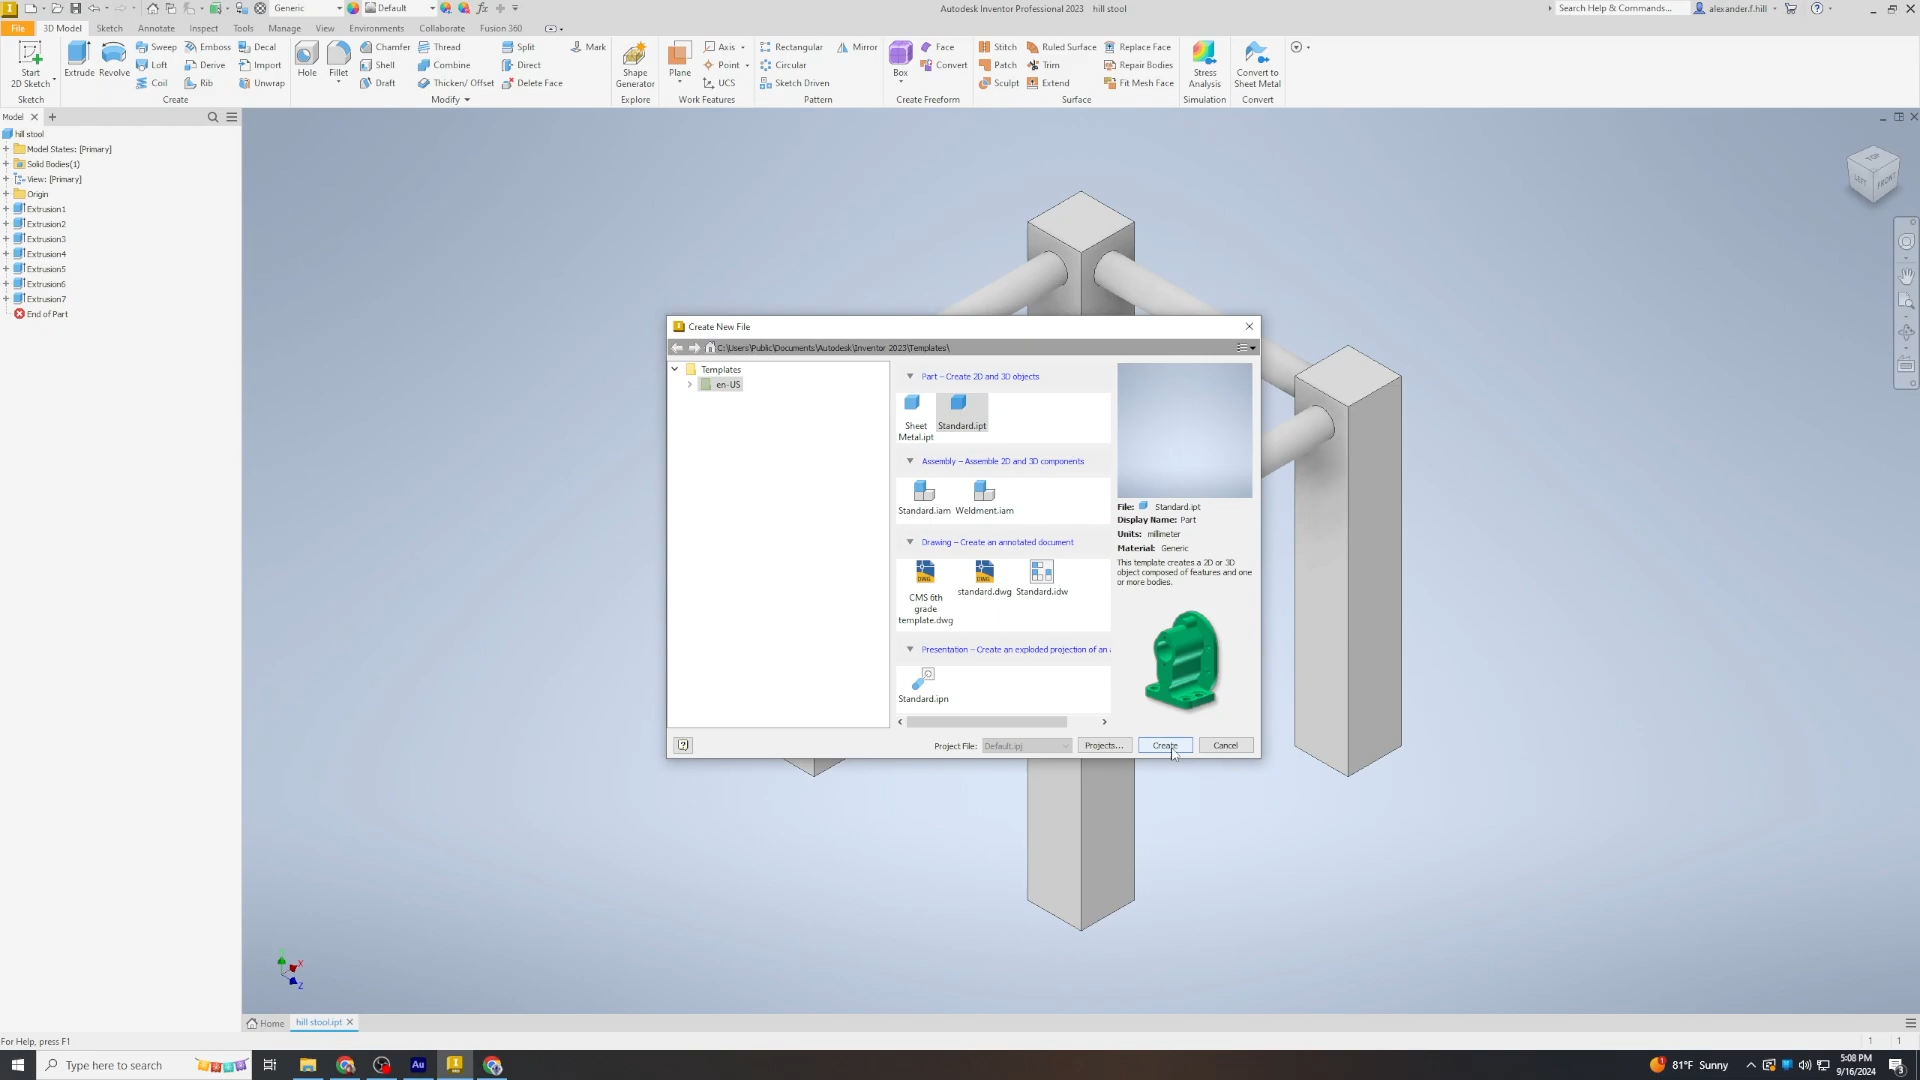 Generic
Default
Autodesk Inventor Professional 2023 hill stool
Search Help & Commands...
alexander.f.hill
File
3D Model
Sketch
Annotate
Inspect
Tools
Manage
View
Environments
Collaborate
Fusion 360
Start
2D Sketch
Sketch
Extrude
Revolve
Sweep
Loft
Coil
Emboss
Derive
Rib
Decal
Import
Unwrap
Create
Hole
Fillet
Chamfer
Shell
Draft
Thread
Combine
Thicken/ Offset
Split
Direct
Delete Face
Mark
Modify
Shape
Generator
Explore
Plane
Axis
Point
UCS
Work Features
Rectangular
Circular
Sketch Driven
Mirror
Pattern
Box
Face
Convert
Create Freeform
Stitch
Patch
Sculpt
Ruled Surface
Trim
Extend
Replace Face
Repair Bodies
Fit Mesh Face
Surface
Stress
Analysis
Simulation
Convert to
Sheet Metal
Convert
Model
hill stool
Model States: [Primary]
Solid Bodies(1)
View: [Primary]
Origin
Extrusion1
Extrusion2
Extrusion3
Extrusion4
Extrusion5
Extrusion6
Extrusion7
End of Part
TOP
LEFT
FRONT
Create New File
C:\Users\Public\Documents\Autodesk\Inventor 2023\Templates\
Templates
en-US
Part – Create 2D and 3D objects
Sheet
Metal.ipt
Standard.ipt
Assembly – Assemble 2D and 3D components
Standard.iam
Weldment.iam
Drawing – Create an annotated document
DWG
CMS 6th
grade
template.dwg
DWG
standard.dwg
Standard.idw
Presentation – Create an exploded projection of an a
Standard.ipn
File: Standard.ipt
Display Name: Part
Units: millimeter
Material: Generic
This template creates a 2D or 3D
object composed of features and one
or more bodies.
Project File:
Default.ipj
Projects...
Create
Cancel
X
Z
Home
hill stool.ipt
For Help, press F1
1
1
Type here to search
Au
81°F Sunny
5:08 PM
9/16/2024
3